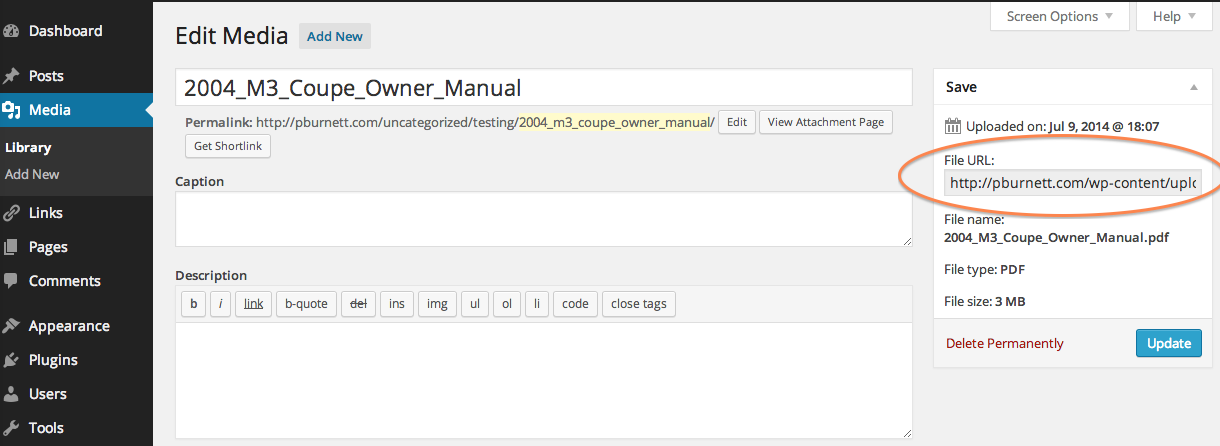 Dashboard
Posts
Media
Library
Add New
Links
Pages
Comments
Appearance
Plugins
Users
Tools
Screen Options
Help
Edit Media
Add New
2004_M3_Coupe_Owner_Manual
Permalink: http://pburnett.com/uncategorized/testing/2004_m3_coupe_owner_manual/ Edit View Attachment Page
Get Shortlink
Caption
Description
b i link b-quote del ins img ul ol li code close tags
Save
Uploaded on: Jul 9, 2014 @ 18:07
File URL:
http://pburnett.com/wp-content/uplo
File name:
2004_M3_Coupe_Owner_Manual.pdf
File type: PDF
File size: 3 MB
Delete Permanently
Update